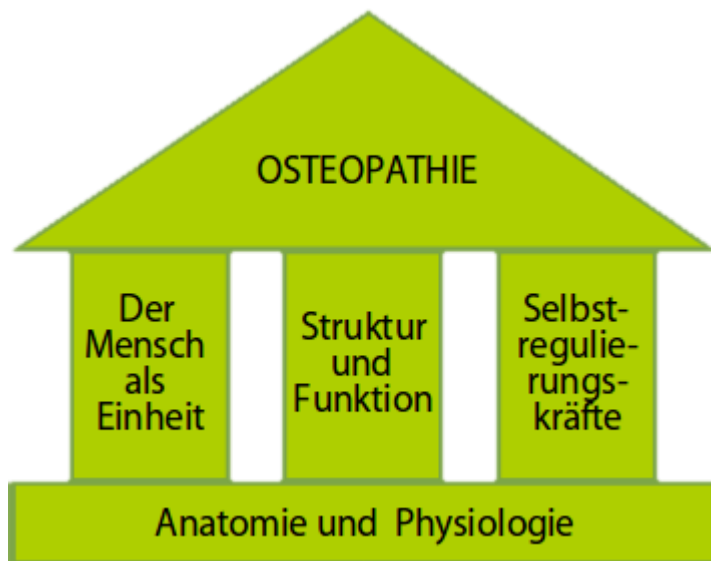 OSTEOPATHIE
Der
Mensch
als
Einheit
Struktur
und
Funktion
Selbst-
regulie-
rungs-
kräfte
Anatomie und Physiologie